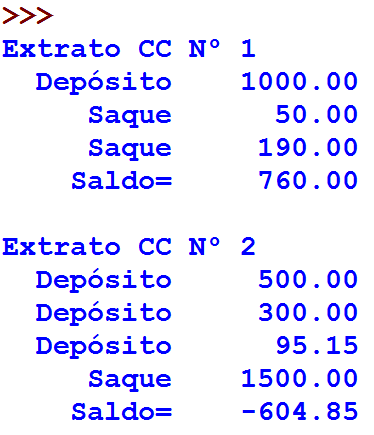 >>>
Extrato CC Nº 1
Depósito 1000.00
Saque 50.00
Saque 190.00
Saldo= 760.00
Extrato CC Nº 2
Depósito 500.00
Depósito 300.00
Depósito 95.15
Saque 1500.00
Saldo= -604.85